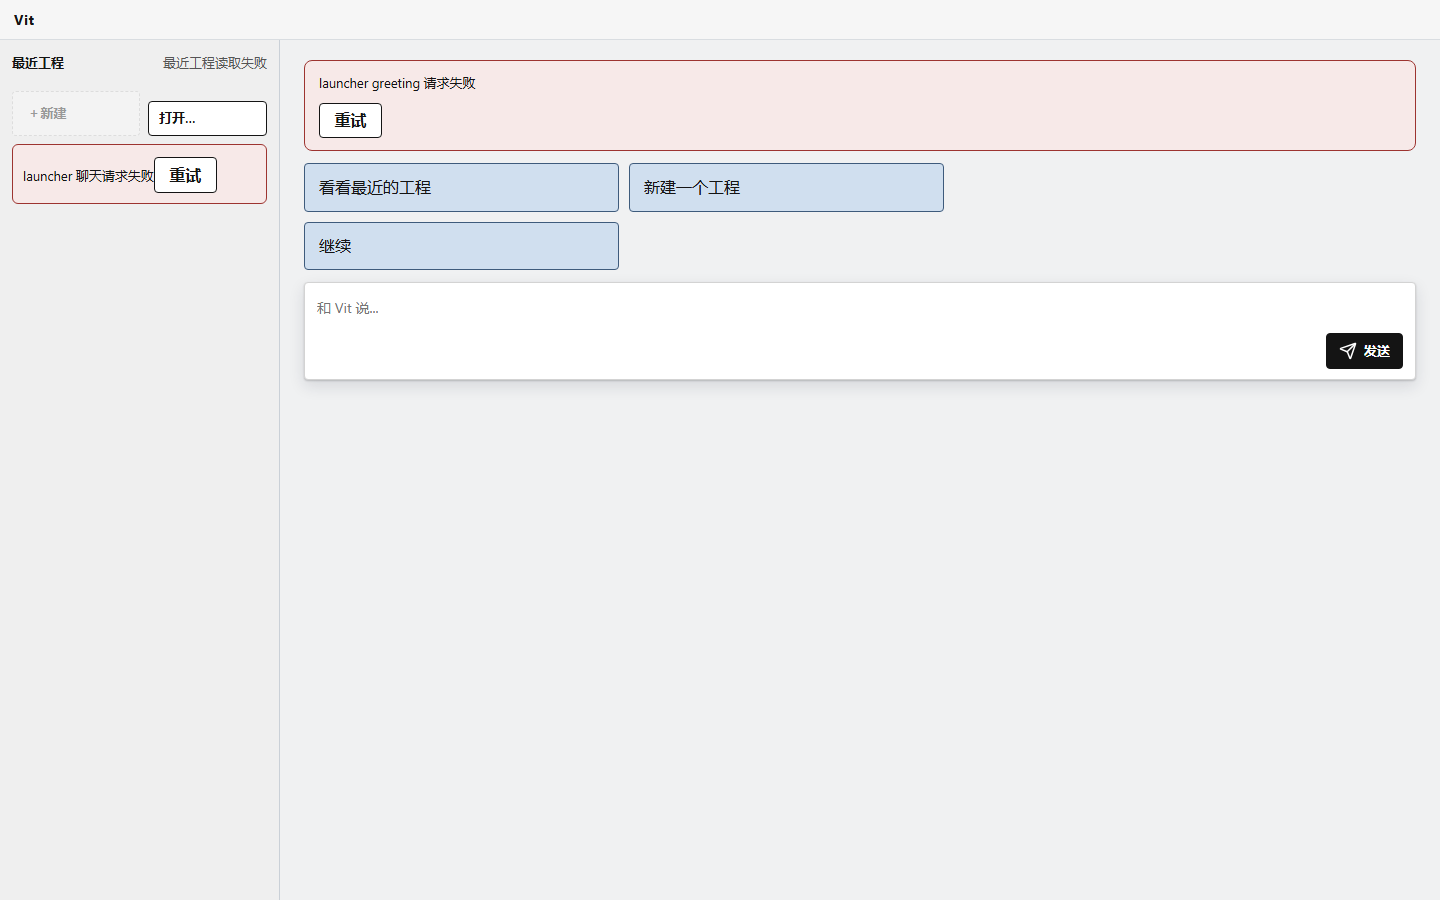 Vit
最近工程
最近工程读取失败
+ 新建
打开...
launcher 聊天请求失败
重试
launcher greeting 请求失败
重试
看看最近的工程
新建一个工程
继续
和 Vit 说...
发送